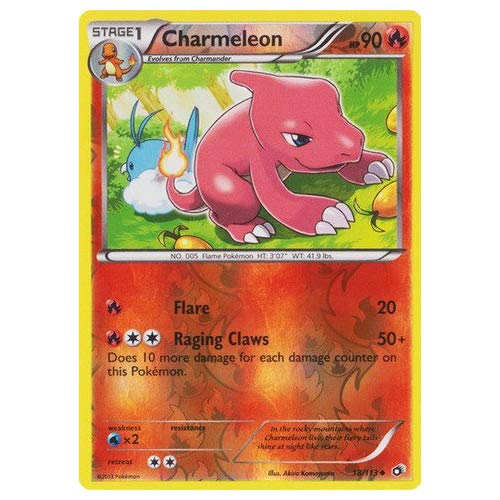 STAGE1
Charmeleon
HP 90
Evolves from Charmander
NO. 005 Flame Pokémon HT: 3'07" WT: 41.9 lbs.
Flare 20
Raging Claws 50+
Does 10 more damage for each damage counter on
this Pokémon.
weakness resistance
×2
retreat
In the rocky mountains where
Charmeleon lives, their fiery tails
shine at night like stars.
©2013 Pokémon
Illus. Akira Komayama
18/113